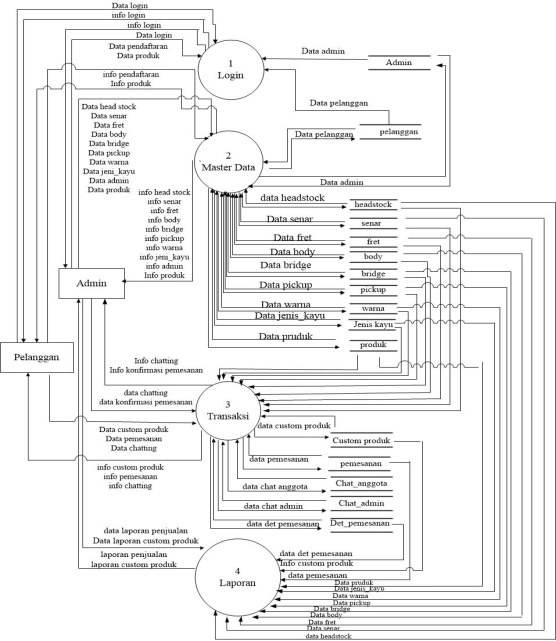 Data login
info login
info login
Data login
Data pendaftaran
Data produk
1
Login
Data admin
Admin
info pendaftaran
Info produk
Data pelanggan
pelanggan
Data pelanggan
2
Master Data
Data admin
Data head stock
Data senar
Data fret
Data body
Data bridge
Data pickup
Data warna
Data jeni_kayu
Data admin
Data produk
info head stock
info senar
info fret
info body
info bridge
info pickup
info warna
info jeni_kayu
info admin
Info produk
data headstock
headstock
Data senar
senar
Data fret
fret
Data body
body
Data bridge
bridge
Data pickup
pickup
Data warna
warna
Data jenis_kayu
Jenis kayu
Data pruduk
produk
Admin
Pelanggan
Info chatting
Info konfirmasi pemesanan
data chatting
data konfirmasi pemesanan
3
Transaksi
Data custom produk
Data pemesanan
Data chatting
info custom produk
info pemesanan
info chatting
data custom produk
Custom produk
data pemesanan
pemesanan
data chat anggota
Chat_anggota
data chat admin
Chat_admin
data det pemesanan
Det_pemesanan
data laporan penjualan
Data laporan custom produk
laporan penjualan
laporan custom produk
4
Laporan
data det pemesanan
Info custom produk
data pemesanan
Data produk
Data jenis_kayu
Data warna
Data pickup
Data bridge
Data body
Data fret
Data senar
data headstock